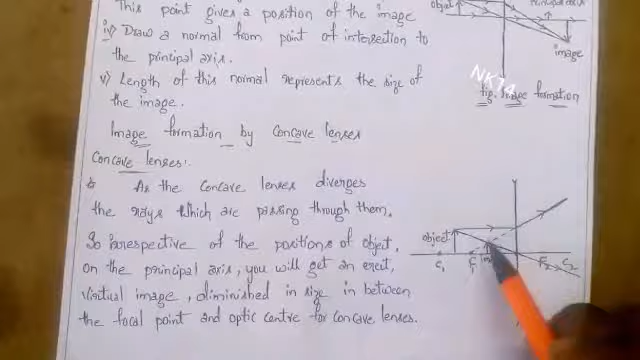 This point gives a position of the image
iv) Draw a normal from point of intersection to
the principal axis.
v) Length of this normal represents the size of
the image.
object
image
NK74
fig: Image formation
Image formation by concave lenses
Concave lenses:
As the concave lenses diverges
the rays which are passing through them.
So irrespective of the positions of object,
on the principal axis, you will get an erect,
virtual image, diminished in size in between
the focal point and optic centre for concave lenses.
object
C1 F1 F2 C2